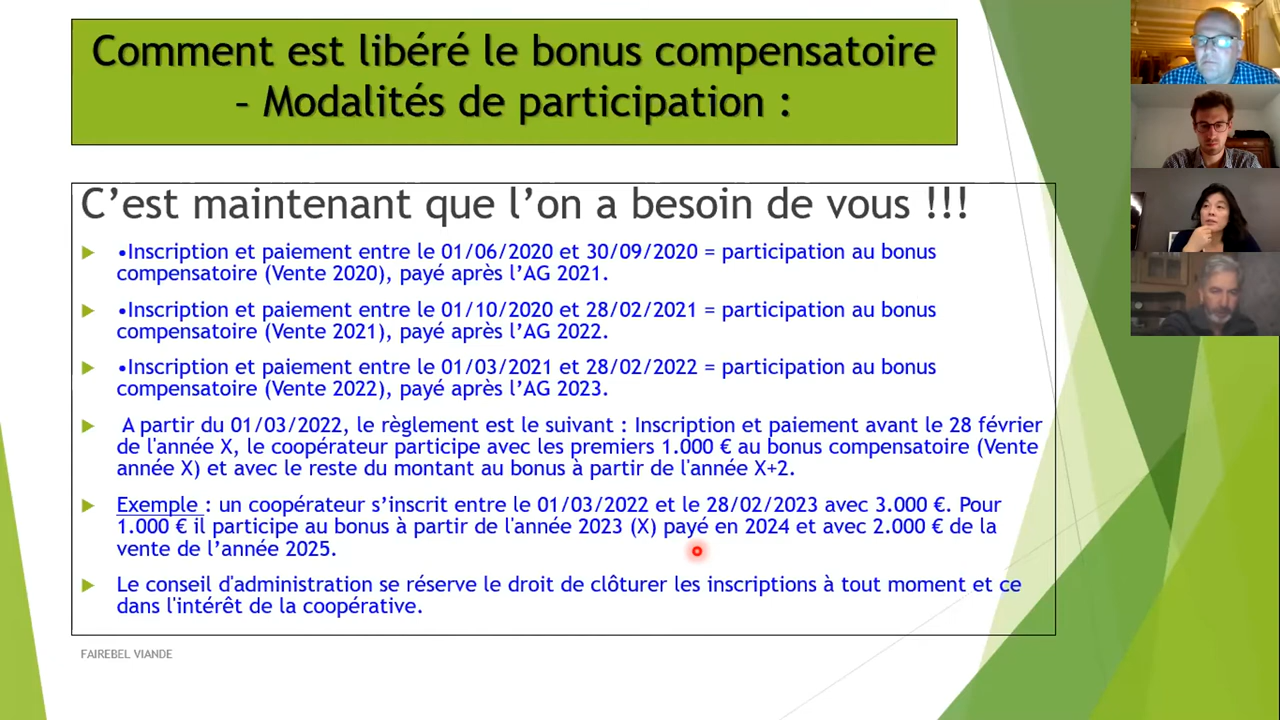 Comment est libéré le bonus compensatoire
– Modalités de participation :
C’est maintenant que l’on a besoin de vous !!!
•Inscription et paiement entre le 01/06/2020 et 30/09/2020 = participation au bonus
compensatoire (Vente 2020), payé après l’AG 2021.
•Inscription et paiement entre le 01/10/2020 et 28/02/2021 = participation au bonus
compensatoire (Vente 2021), payé après l’AG 2022.
•Inscription et paiement entre le 01/03/2021 et 28/02/2022 = participation au bonus
compensatoire (Vente 2022), payé après l’AG 2023.
A partir du 01/03/2022, le règlement est le suivant : Inscription et paiement avant le 28 février
de l'année X, le coopérateur participe avec les premiers 1.000 € au bonus compensatoire (Vente
année X) et avec le reste du montant au bonus à partir de l'année X+2.
Exemple : un coopérateur s’inscrit entre le 01/03/2022 et le 28/02/2023 avec 3.000 €. Pour
1.000 € il participe au bonus à partir de l'année 2023 (X) payé en 2024 et avec 2.000 € de la
vente de l’année 2025.
Le conseil d'administration se réserve le droit de clôturer les inscriptions à tout moment et ce
dans l'intérêt de la coopérative.
FAIREBEL VIANDE